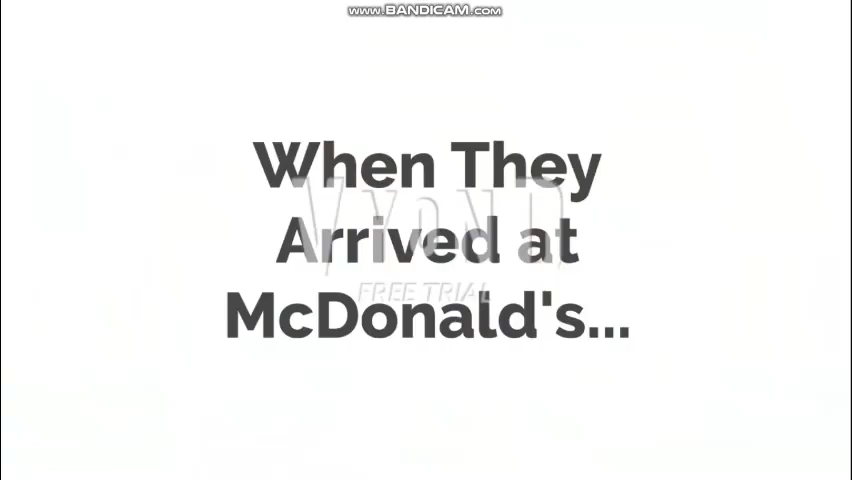 www.BANDICAM.com
When They
Arrived at
McDonald's...
VYOND
FREE TRIAL